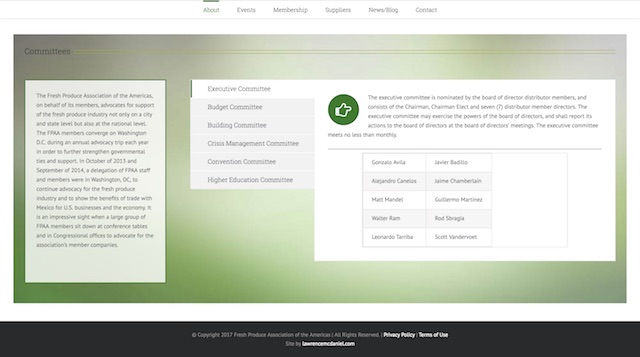 About Events Membership Suppliers News/Blog Contact
Committees
The Fresh Produce Association of the Americas,
on behalf of its members, advocates for support
of the fresh produce industry not only on a city
and state level but also at the national level.
The FPAA members converge on Washington
D.C. during an annual advocacy trip each year
in order to further strengthen governmental
ties and support. In October of 2013 and
September of 2014, a delegation of FPAA staff
and members were in Washington, DC, to
continue advocacy for the fresh produce
industry and to show the benefits of trade with
Mexico for U.S. businesses and the economy. It
is an impressive sight when a large group of
FPAA members sit down at conference tables
and in Congressional offices to advocate for the
association's member companies.
Executive Committee
Budget Committee
Building Committee
Crisis Management Committee
Convention Committee
Higher Education Committee
The executive committee is nominated by the board of director distributor members, and
consists of the Chairman, Chairman Elect and seven (7) distributor member directors. The
executive committee may exercise the powers of the board of directors, and shall report its
actions to the board of directors at the board of directors' meetings. The executive committee
meets no less than monthly.
Gonzalo Avila Javier Badillo
Alejandro Canelos Jaime Chamberlain
Matt Mandel Guillermo Martinez
Walter Ram Rod Sbragia
Leonardo Tarriba Scott Vandervoet
© Copyright 2017 Fresh Produce Association of the Americas | All Rights Reserved. | Privacy Policy | Terms of Use
Site by lawrencemcdaniel.com